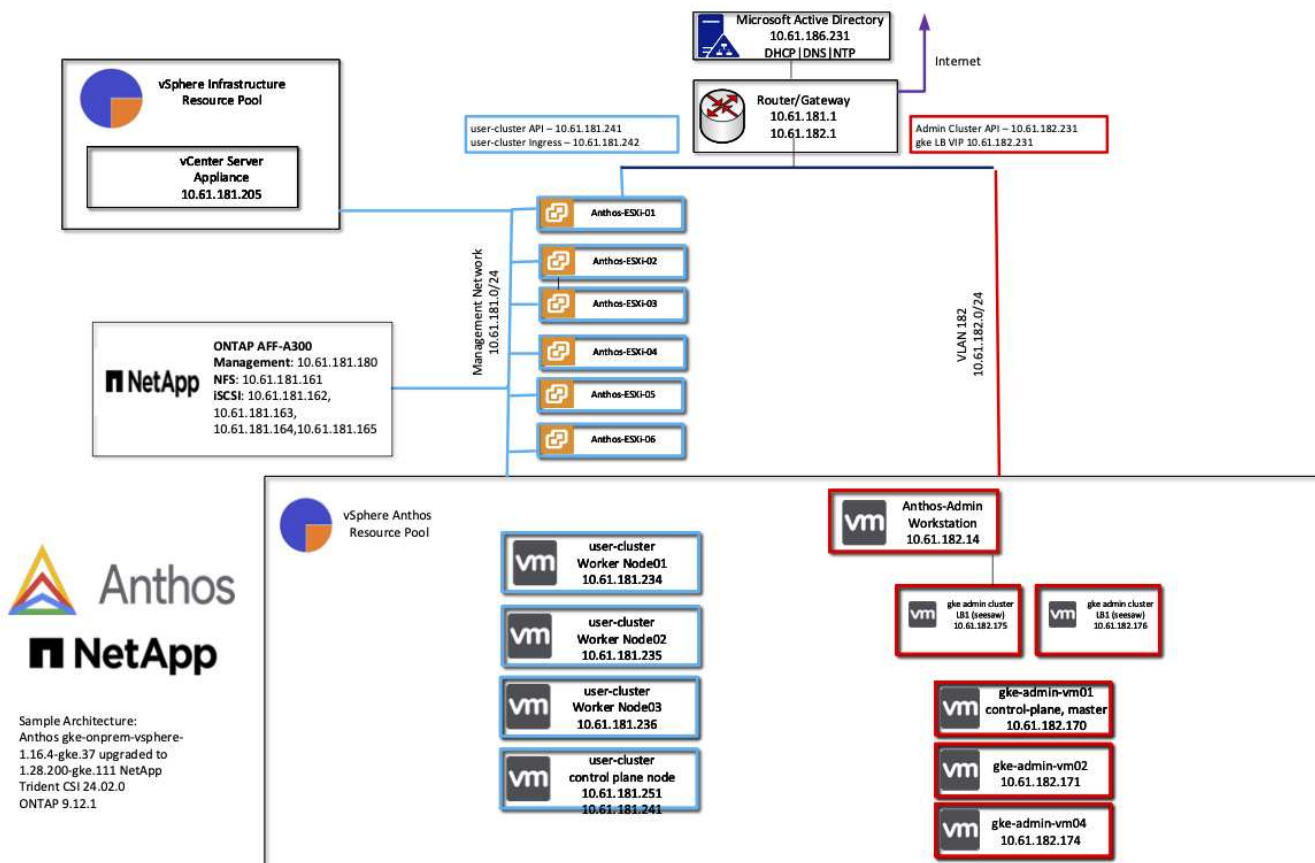 Microsoft Active Directory
10.61.186.231
DHCP|DNS|NTP
Internet
vSphere Infrastructure
Resource Pool
vCenter Server
Appliance
10.61.181.205
Router/Gateway
10.61.181.1
10.61.182.1
user-cluster API – 10.61.181.241
user-cluster Ingress – 10.61.181.242
Admin Cluster API – 10.61.182.231
gke LB VIP 10.61.182.231
Anthos-ESXi-01
Anthos-ESXi-02
Anthos-ESXi-03
Anthos-ESXi-04
Anthos-ESXi-05
Anthos-ESXi-06
Management Network
10.61.181.0/24
VLAN 182
10.61.182.0/24
NetApp
ONTAP AFF-A300
Management: 10.61.181.180
NFS: 10.61.181.161
iSCSI: 10.61.181.162,
10.61.181.163,
10.61.181.164,10.61.181.165
vSphere Anthos
Resource Pool
vm
user-cluster
Worker Node01
10.61.181.234
vm
user-cluster
Worker Node02
10.61.181.235
vm
user-cluster
Worker Node03
10.61.181.236
vm
user-cluster
control plane node
10.61.181.251
10.61.181.241
vm
Anthos-Admin
Workstation
10.61.182.14
vm
gke admin cluster
LB1 (seesaw)
10.61.182.175
vm
gke admin cluster
LB1 (seesaw)
10.61.182.176
vm
gke-admin-vm01
control-plane, master
10.61.182.170
vm
gke-admin-vm02
10.61.182.171
vm
gke-admin-vm04
10.61.182.174
Anthos
NetApp
Sample Architecture:
Anthos gke-onprem-vsphere-
1.16.4-gke.37 upgraded to
1.28.200-gke.111 NetApp
Trident CSI 24.02.0
ONTAP 9.12.1